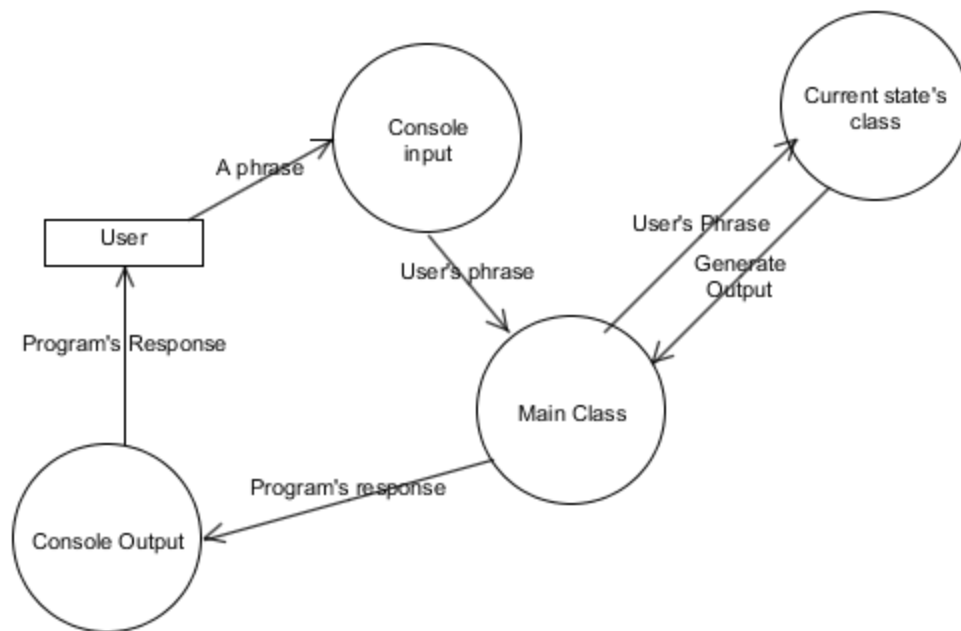 Current state's
class
Console
input
A phrase
User
User's Phrase
Generate
Output
User's phrase
Program's Response
Main Class
Program's response
Console Output